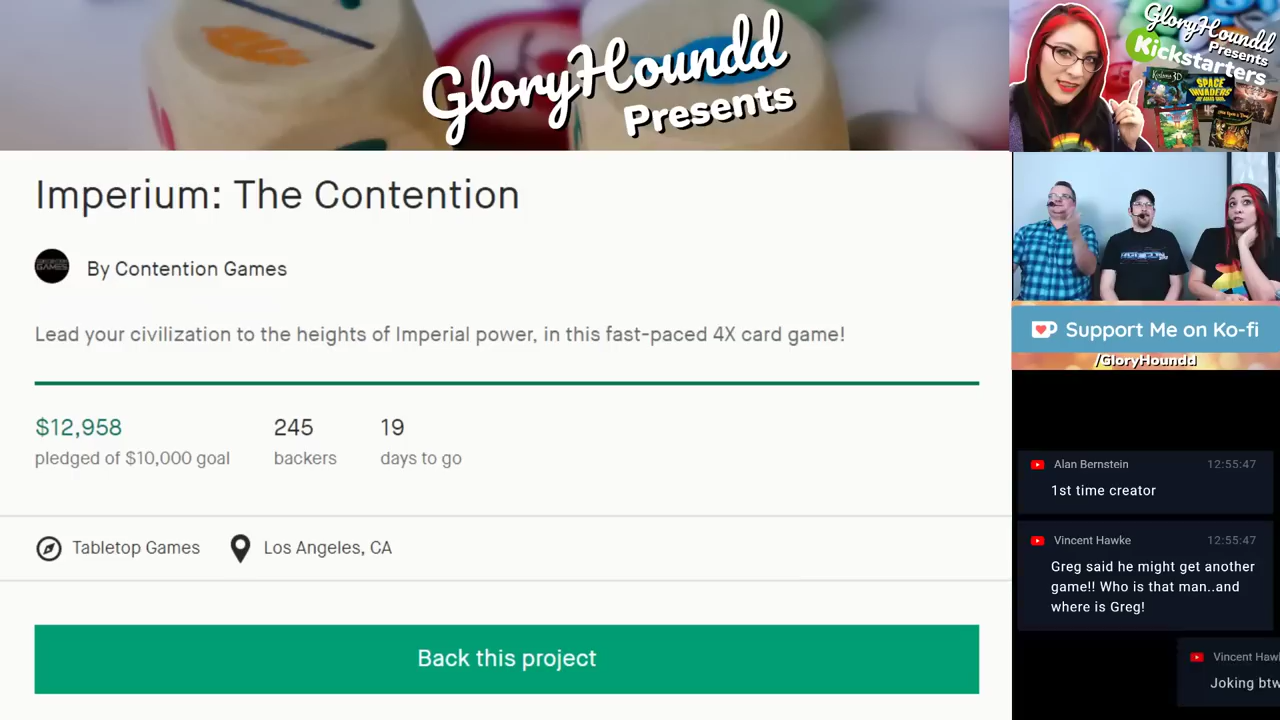 GloryHoundd
Presents
GloryHoundd
Presents
Kickstarters
SPACE
INVADERS
Imperium: The Contention
By Contention Games
Lead your civilization to the heights of Imperial power, in this fast-paced 4X card game!
$12,958
pledged of $10,000 goal
245
backers
19
days to go
Tabletop Games
Los Angeles, CA
Back this project
Support Me on Ko-fi
/GloryHoundd
Alan Bernstein
12:55:47
1st time creator
Vincent Hawke
12:55:47
Greg said he might get another
game!! Who is that man..and
where is Greg!
Vincent Haw
Joking btw